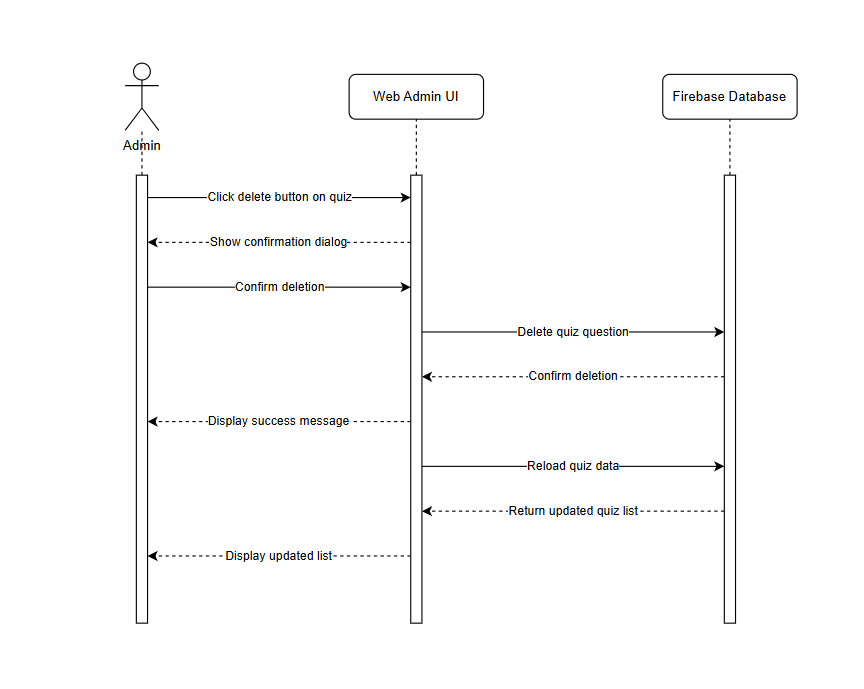 Web Admin UI
Firebase Database
Admin
Click delete button on quiz
Show confirmation dialog
Confirm deletion
Delete quiz question
Confirm deletion
Display success message
Reload quiz data
Return updated quiz list
Display updated list